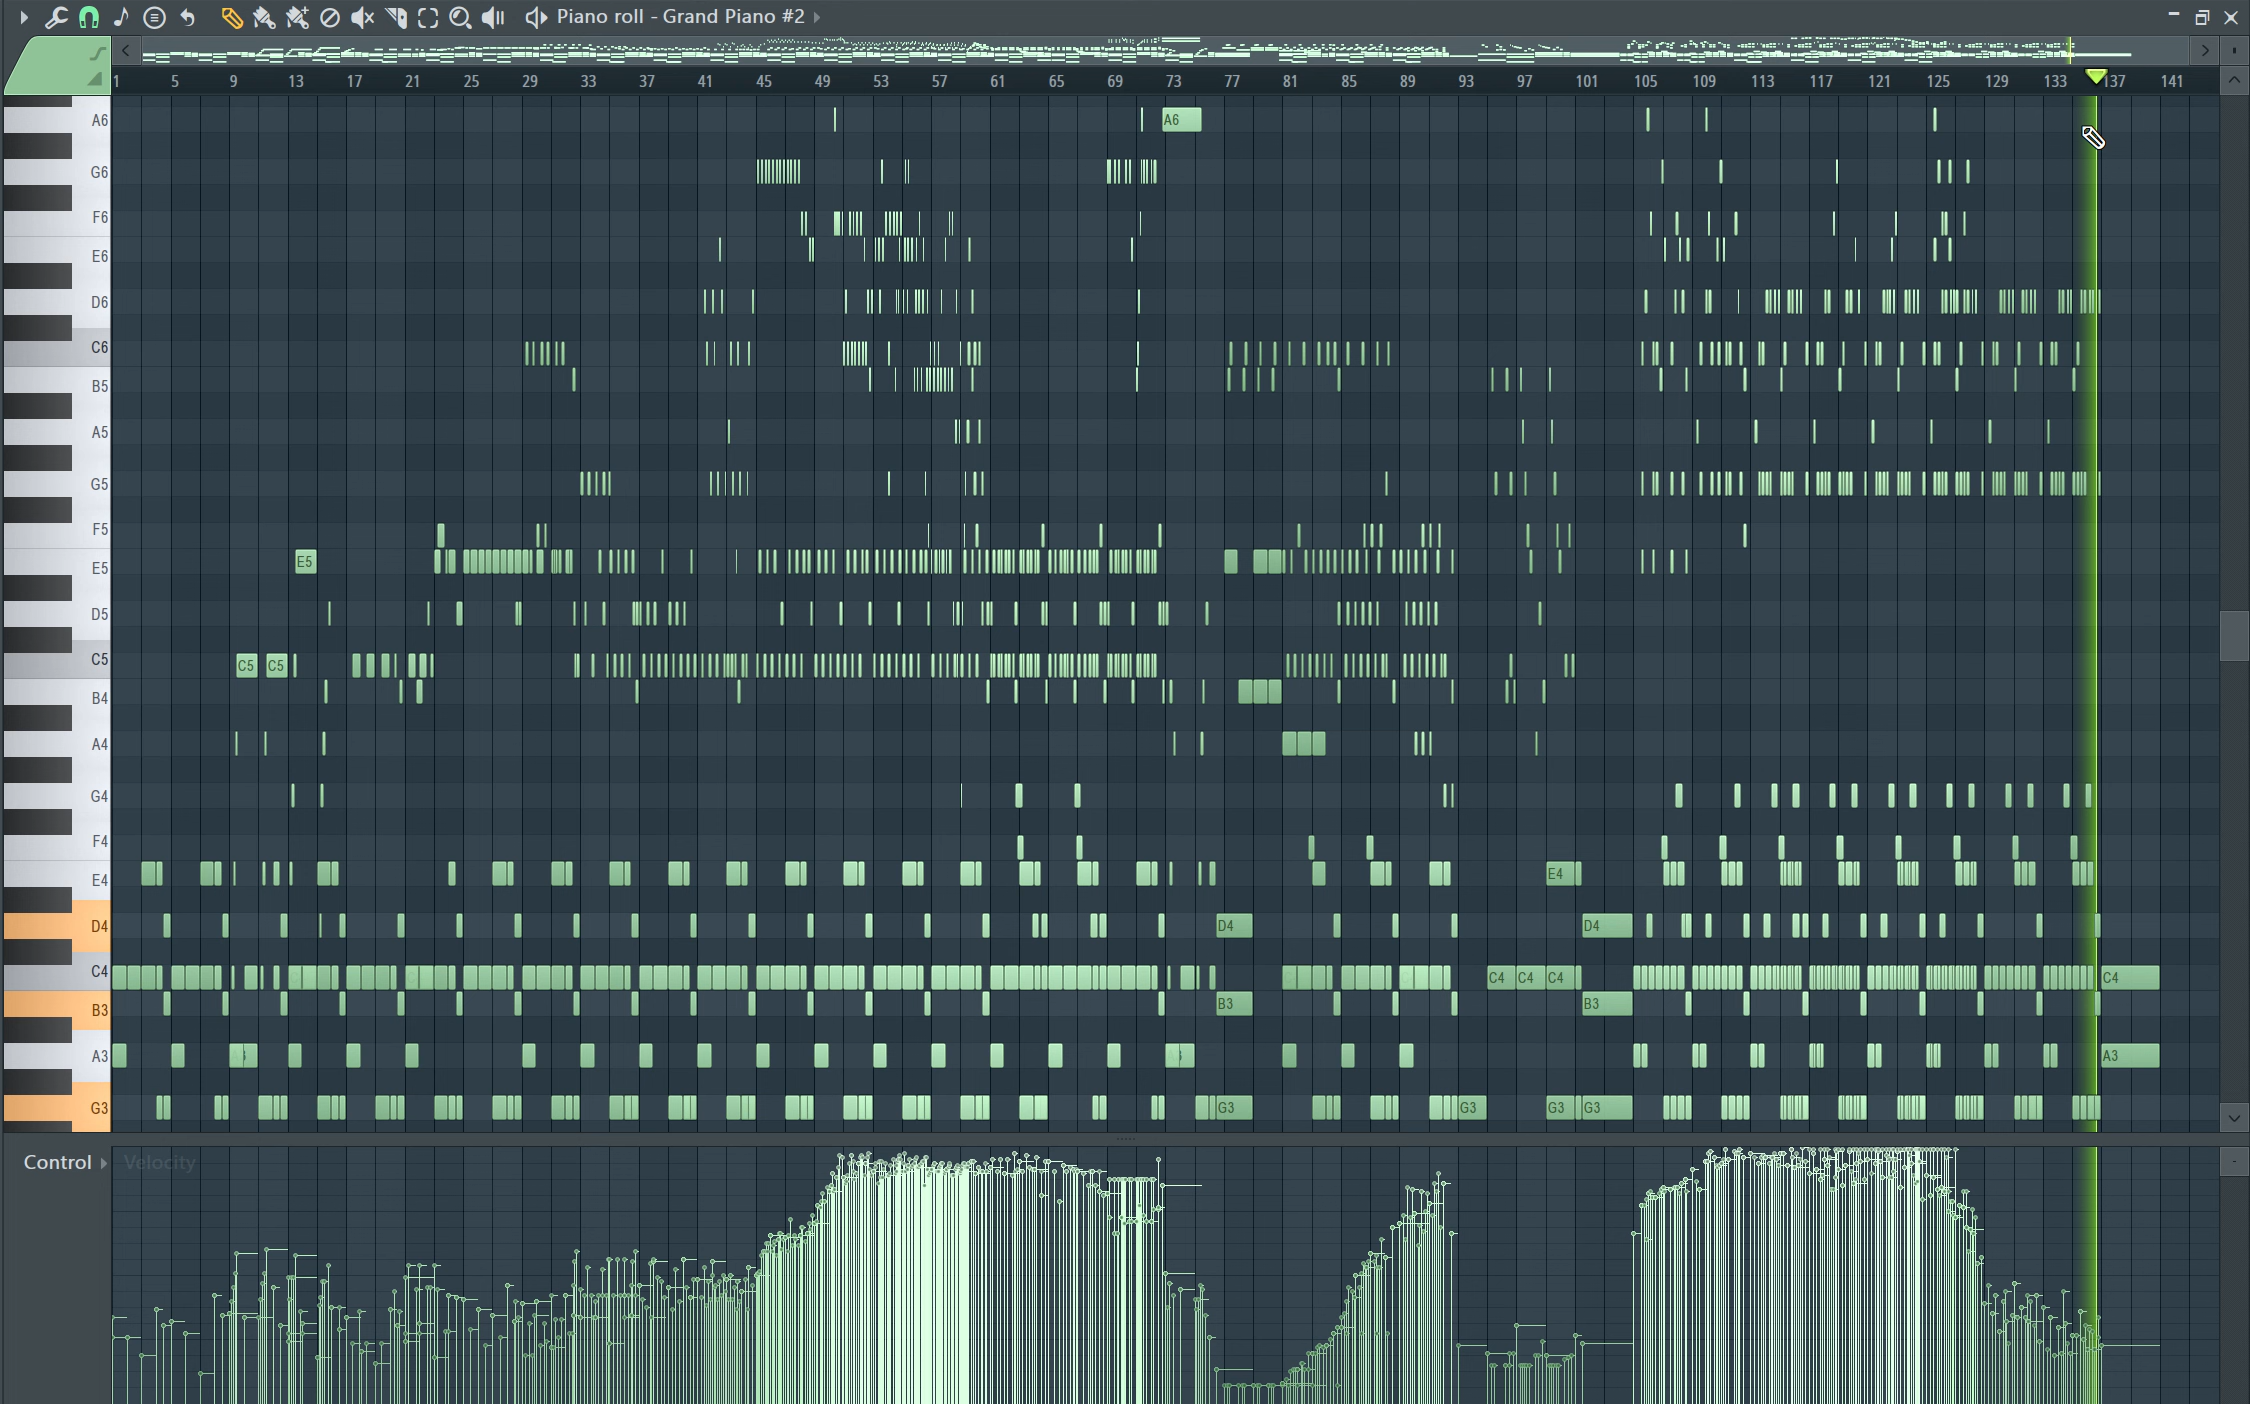 Piano roll - Grand Piano #2
1 5 9 13 17 21 25 29 33 37 41 45 49 53 57 61 65 69 73 77 81 85 89 93 97 101 105 109 113 117 121 125 129 133 137 141
A6 A6
G6
F6
E6
D6
C6
B5
A5
G5
F5
E5 E5
D5
C5 C5 C5
B4
A4
G4
F4
E4 E4
D4 D4 D4
C4 C4 C4 C4 C4
B3 B3 B3
A3 A3
G3 G3 G3 G3 G3
Control Velocity